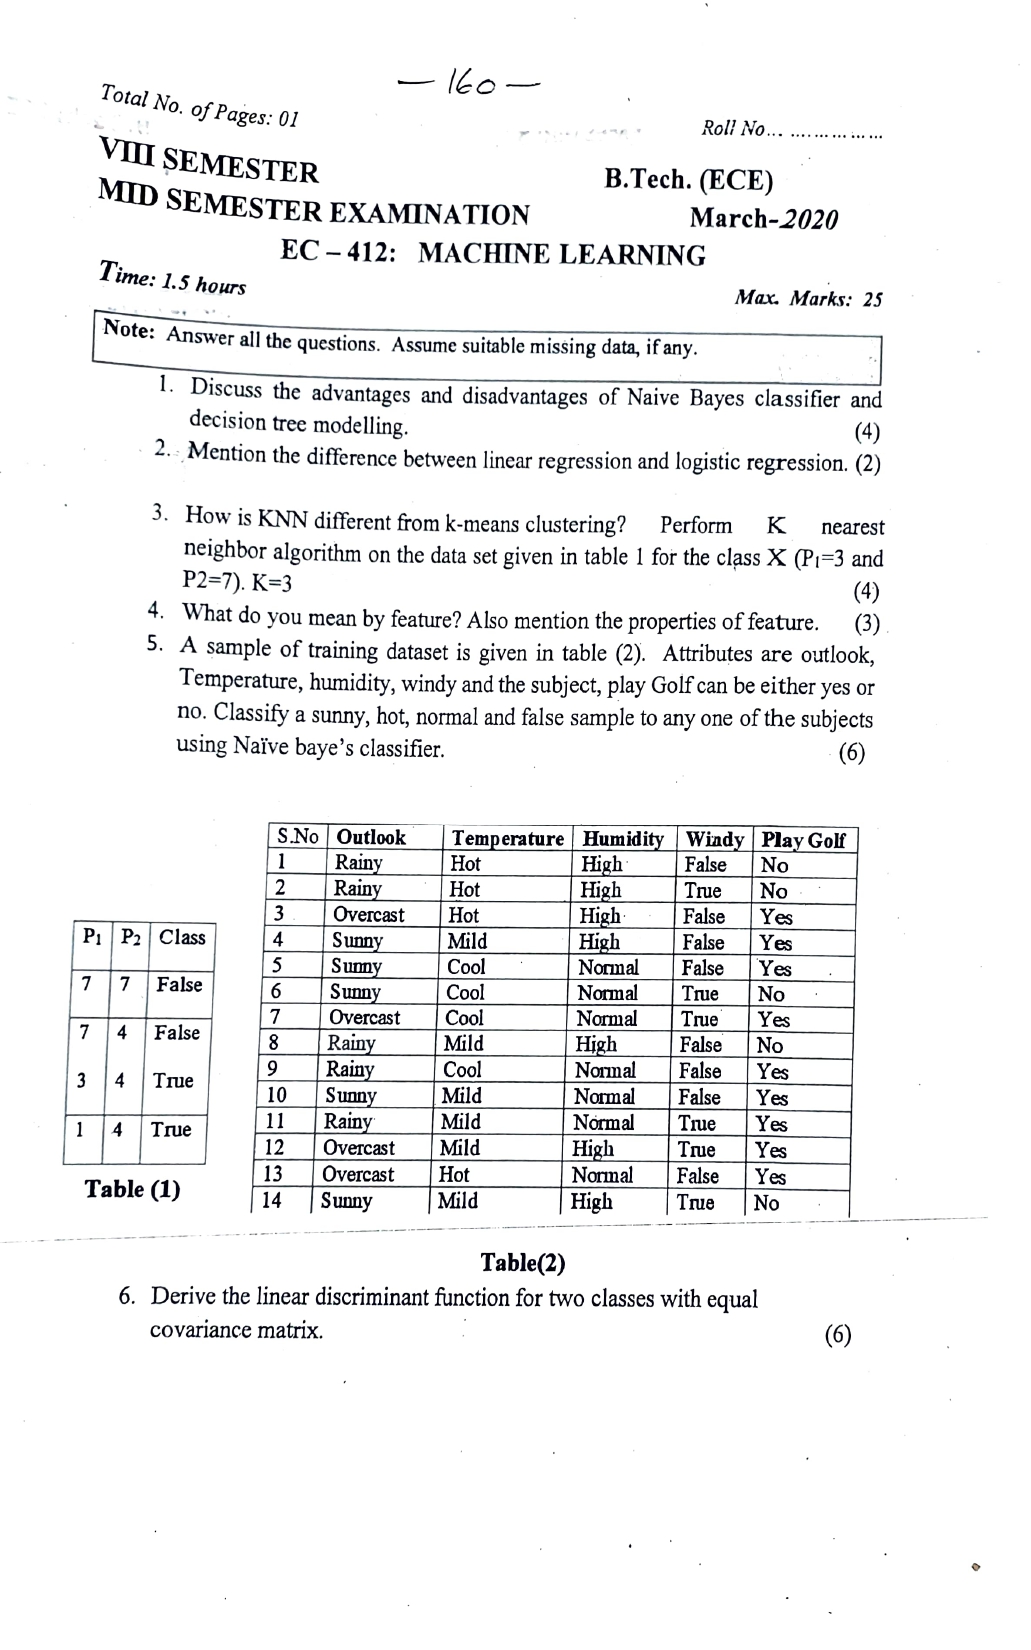 — 160 —
Total No. of Pages: 01
Roll No... ................
VIII SEMESTER
B.Tech. (ECE)
MID SEMESTER EXAMINATION
March-2020
EC – 412: MACHINE LEARNING
Time: 1.5 hours
Max. Marks: 25
Note: Answer all the questions. Assume suitable missing data, if any.
1. Discuss the advantages and disadvantages of Naive Bayes classifier and
decision tree modelling. (4)
2. Mention the difference between linear regression and logistic regression. (2)
3. How is KNN different from k-means clustering? Perform K nearest
neighbor algorithm on the data set given in table 1 for the class X (P1=3 and
P2=7). K=3 (4)
4. What do you mean by feature? Also mention the properties of feature. (3)
5. A sample of training dataset is given in table (2). Attributes are outlook,
Temperature, humidity, windy and the subject, play Golf can be either yes or
no. Classify a sunny, hot, normal and false sample to any one of the subjects
using Naïve baye's classifier. (6)
P1 P2 Class
7 7 False
7 4 False
3 4 True
1 4 True
Table (1)
S.No Outlook Temperature Humidity Windy Play Golf
1 Rainy Hot High False No
2 Rainy Hot High True No
3 Overcast Hot High False Yes
4 Sunny Mild High False Yes
5 Sunny Cool Normal False Yes
6 Sunny Cool Normal True No
7 Overcast Cool Normal True Yes
8 Rainy Mild High False No
9 Rainy Cool Normal False Yes
10 Sunny Mild Normal False Yes
11 Rainy Mild Normal True Yes
12 Overcast Mild High True Yes
13 Overcast Hot Normal False Yes
14 Sunny Mild High True No
Table(2)
6. Derive the linear discriminant function for two classes with equal
covariance matrix. (6)